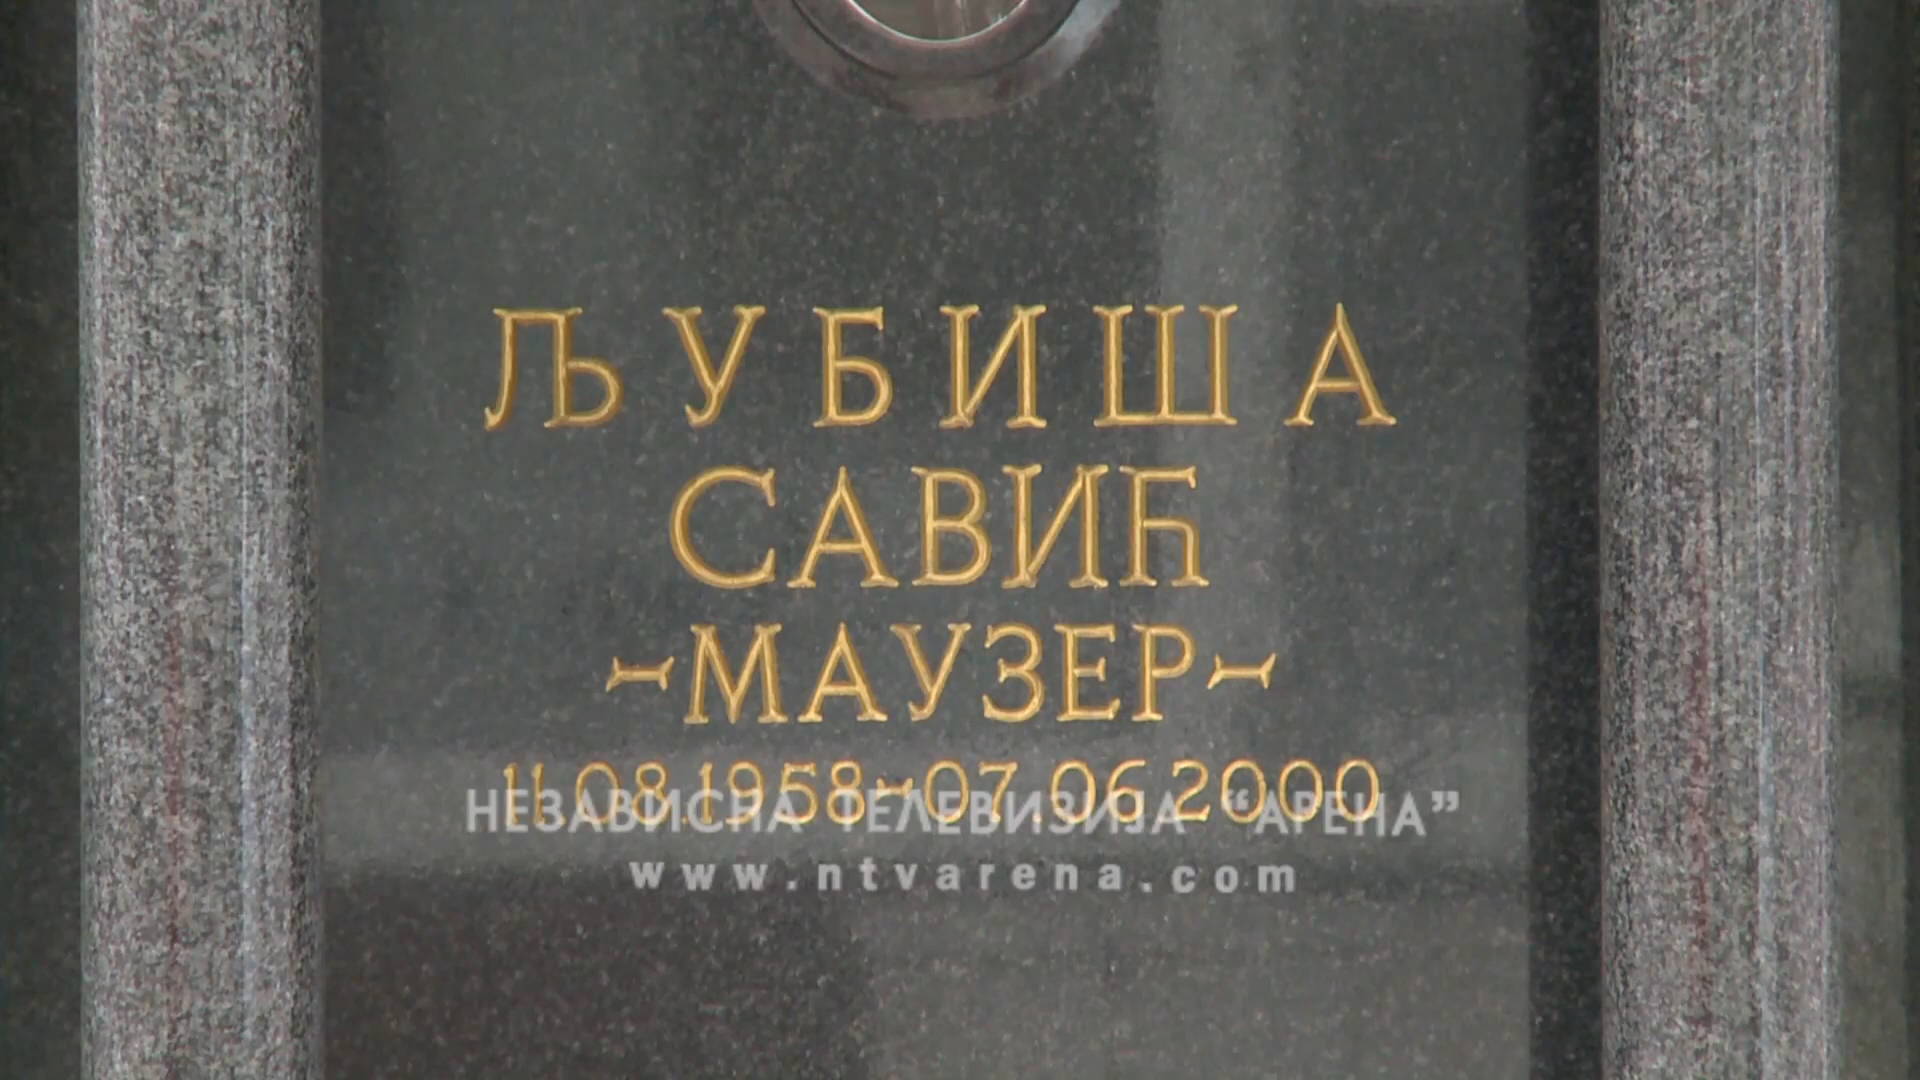 ЉУБИША
САВИЋ
-МАУЗЕР-
11.08.1958-07.06.2000
НЕЗАВИСНА ТЕЛЕВИЗИЈА “АРЕНА”
www.ntvarena.com